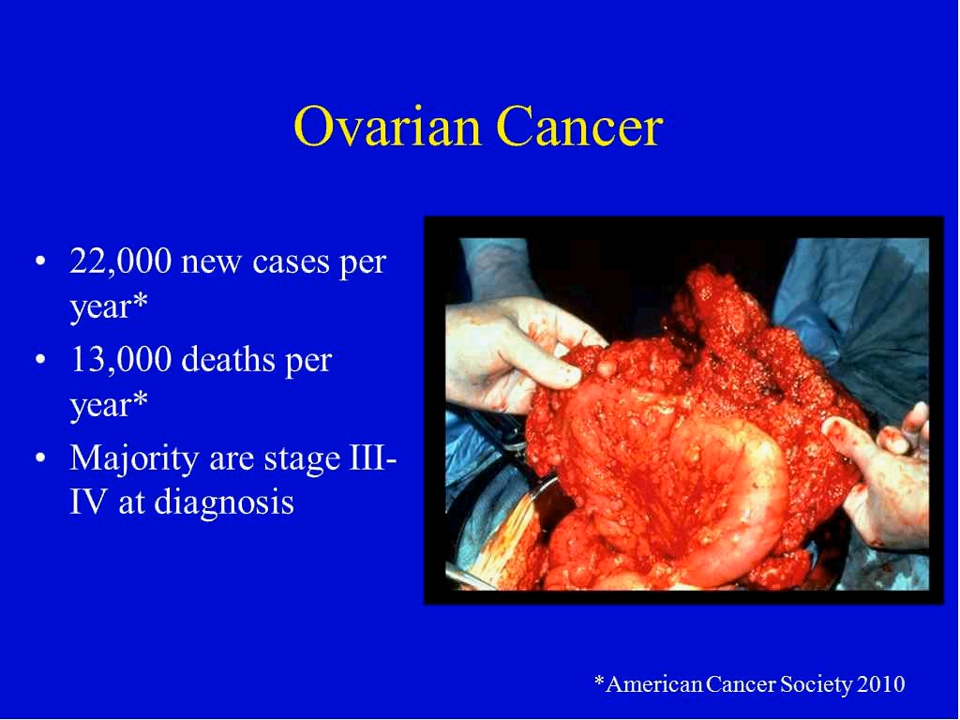 Ovarian Cancer
• 22,000 new cases per
year*
• 13,000 deaths per
year*
• Majority are stage III-
IV at diagnosis
*American Cancer Society 2010